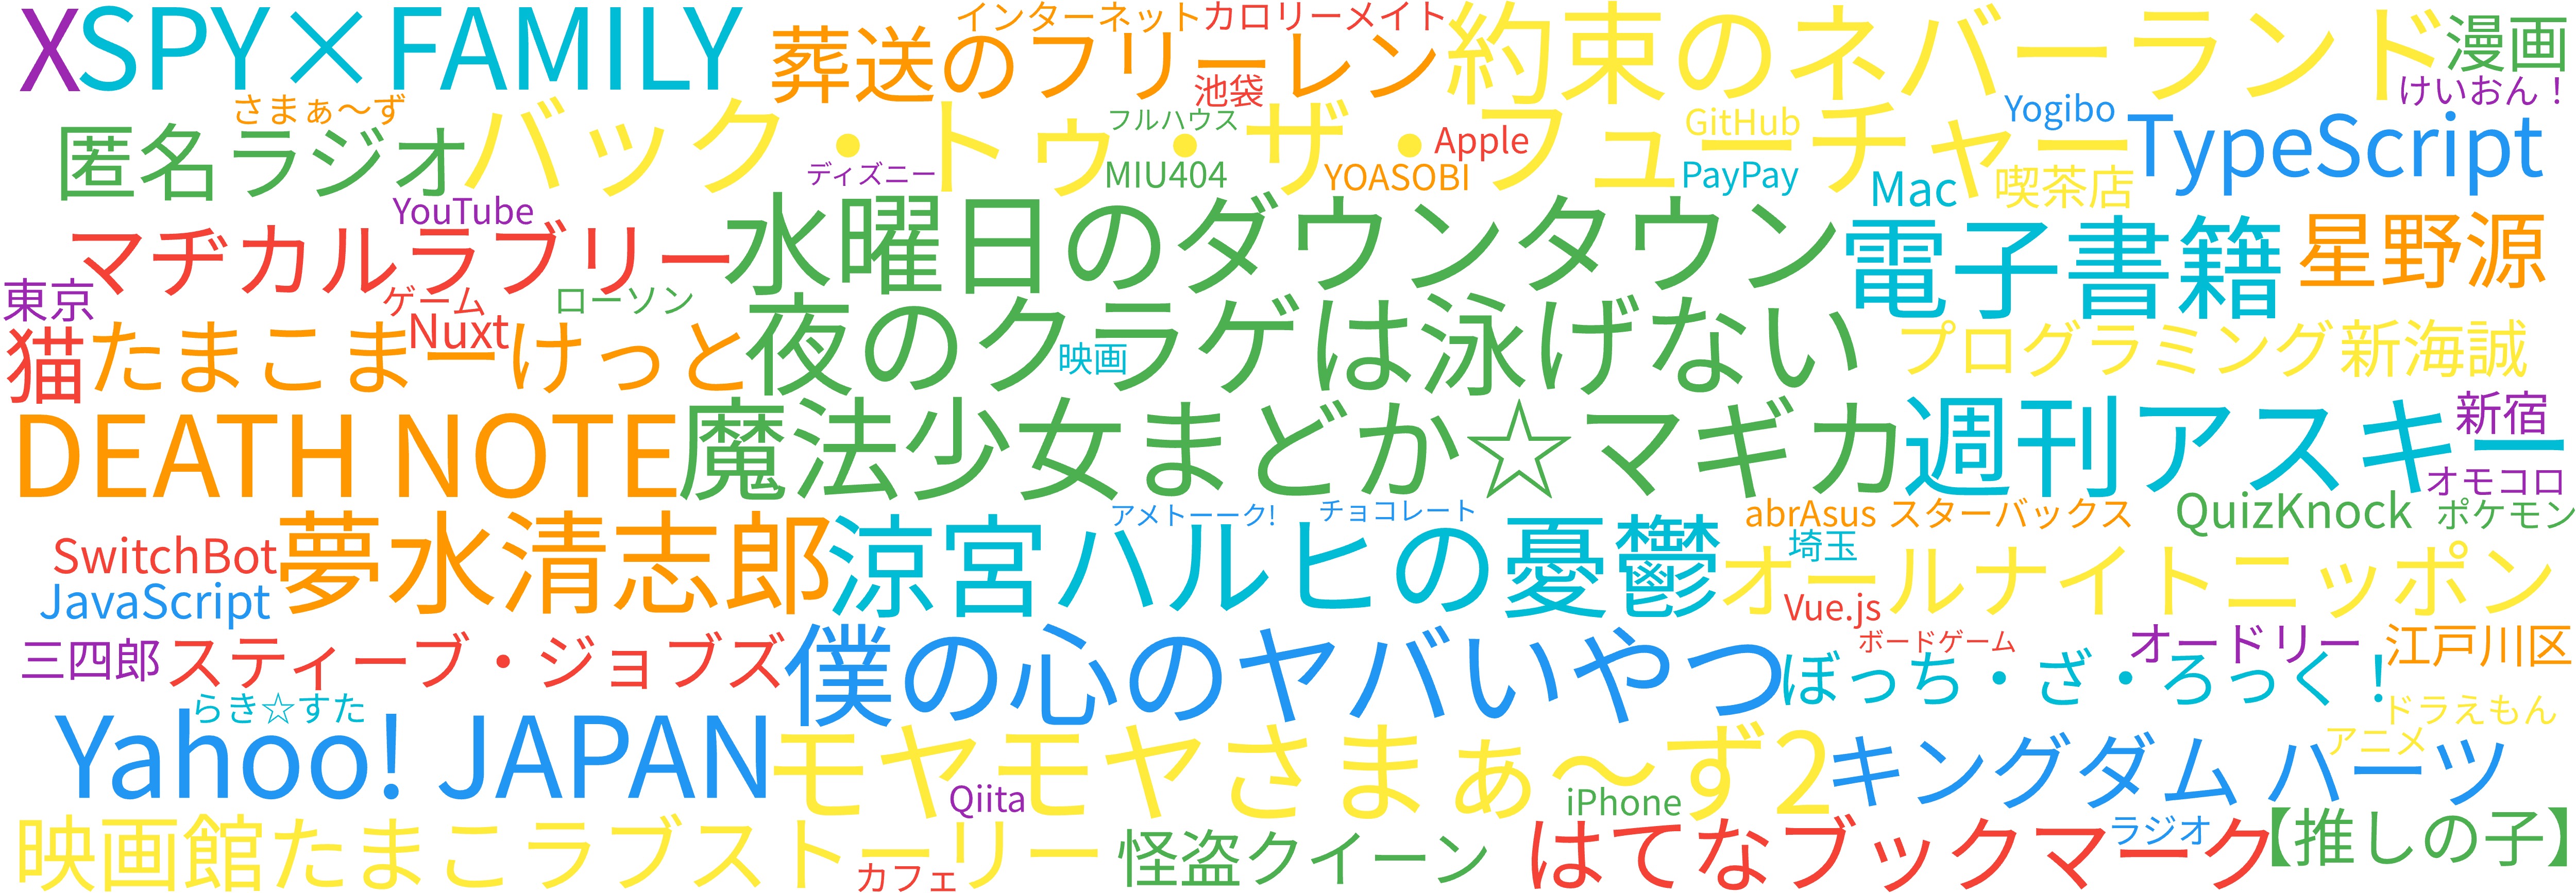 X
SPY×FAMILY
葬送のフリーレン
インターネット
カロリーメイト
約束のネバーランド
漫画
池袋
けいおん！
さまぁ～ず
匿名ラジオ
バック・トゥ・ザ・フューチャー
フルハウス
Apple
GitHub
Yogibo
TypeScript
ディズニー
MIU404
YOASOBI
PayPay
Mac
喫茶店
YouTube
マヂカルラブリー
水曜日のダウンタウン
電子書籍
星野源
東京
ゲーム
ローソン
猫
たまこまーけっと
Nuxt
夜のクラゲは泳げない
映画
プログラミング
新海誠
DEATH NOTE
魔法少女まどか☆マギカ
週刊アスキー
新宿
オモコロ
アメトーーク!
チョコレート
abrAsus
スターバックス
QuizKnock
ポケモン
SwitchBot
夢水清志郎
涼宮ハルヒの憂鬱
埼玉
オールナイトニッポン
JavaScript
Vue.js
三四郎
スティーブ・ジョブズ
僕の心のヤバいやつ
ボードゲーム
ぼっち・ざ・ろっく！
オードリー
江戸川区
らき☆すた
ドラえもん
Yahoo! JAPAN
モヤモヤさまぁ～ず2
キングダム ハーツ
アニメ
Qiita
iPhone
映画館
たまこラブストーリー
カフェ
怪盗クイーン
はてなブックマーク
ラジオ
【推しの子】